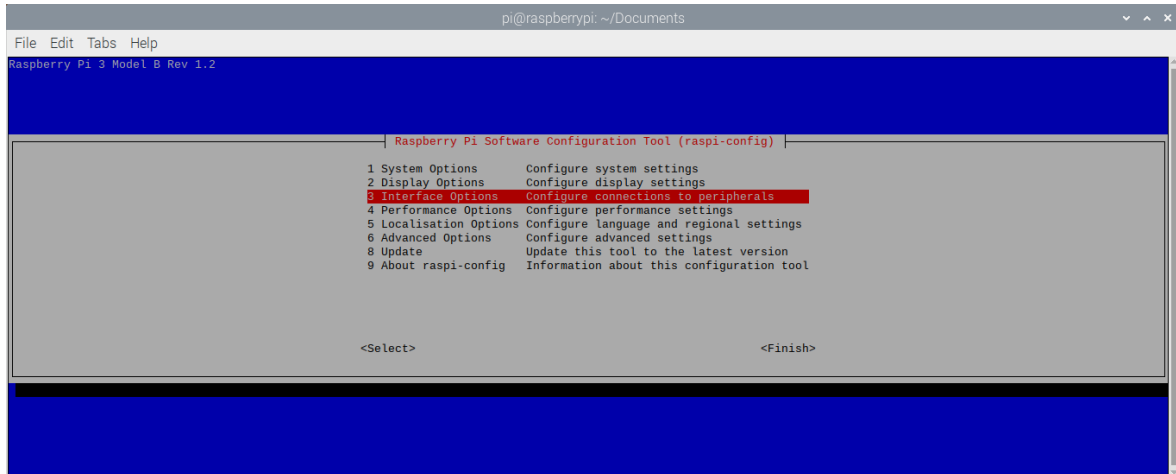 pi@raspberrypi: ~/Documents
File Edit Tabs Help
Raspberry Pi 3 Model B Rev 1.2
Raspberry Pi Software Configuration Tool (raspi-config)
1 System Options Configure system settings
2 Display Options Configure display settings
3 Interface Options Configure connections to peripherals
4 Performance Options Configure performance settings
5 Localisation Options Configure language and regional settings
6 Advanced Options Configure advanced settings
8 Update Update this tool to the latest version
9 About raspi-config Information about this configuration tool
<Select> <Finish>